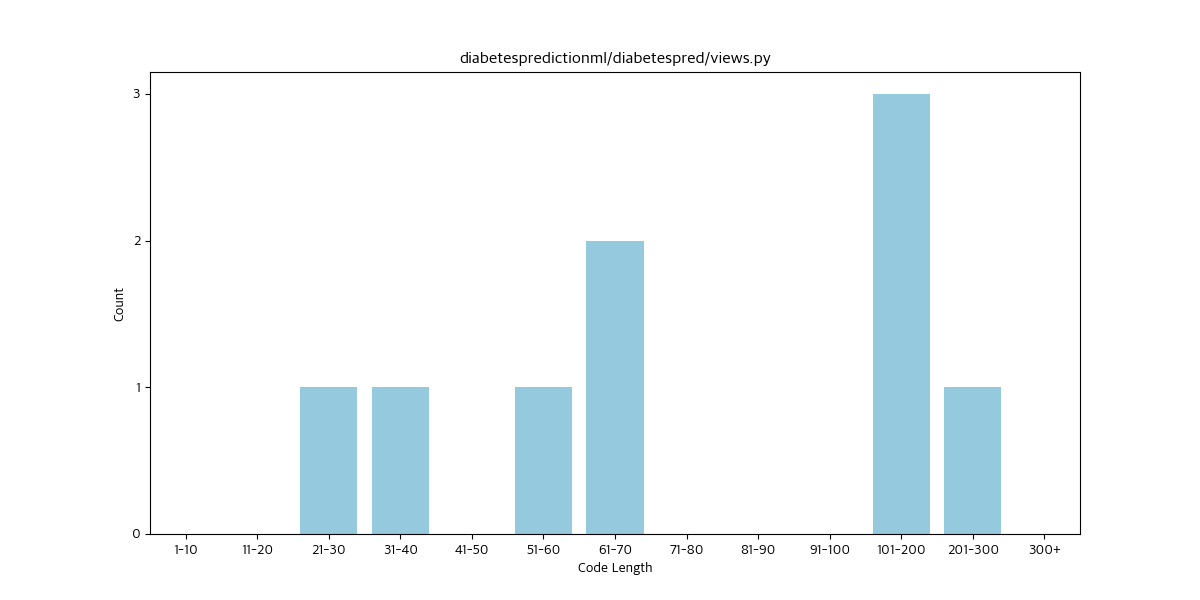 diabetespredictionml/diabetespred/views.py
3
2
1
0
Count
1-10 11-20 21-30 31-40 41-50 51-60 61-70 71-80 81-90 91-100 101-200 201-300 300+
Code Length